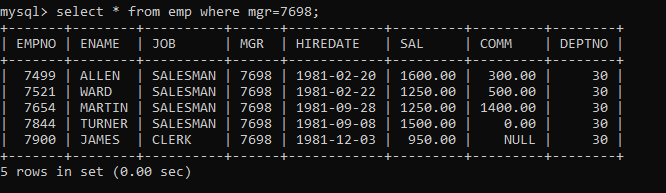 mysql> select * from emp where mgr=7698;
+-------+--------+----------+------+------------+---------+---------+--------+
| EMPNO | ENAME  | JOB      | MGR  | HIREDATE   | SAL     | COMM    | DEPTNO |
+-------+--------+----------+------+------------+---------+---------+--------+
|  7499 | ALLEN  | SALESMAN | 7698 | 1981-02-20 | 1600.00 |  300.00 |     30 |
|  7521 | WARD   | SALESMAN | 7698 | 1981-02-22 | 1250.00 |  500.00 |     30 |
|  7654 | MARTIN | SALESMAN | 7698 | 1981-09-28 | 1250.00 | 1400.00 |     30 |
|  7844 | TURNER | SALESMAN | 7698 | 1981-09-08 | 1500.00 |    0.00 |     30 |
|  7900 | JAMES  | CLERK    | 7698 | 1981-12-03 |  950.00 |    NULL |     30 |
+-------+--------+----------+------+------------+---------+---------+--------+
5 rows in set (0.00 sec)